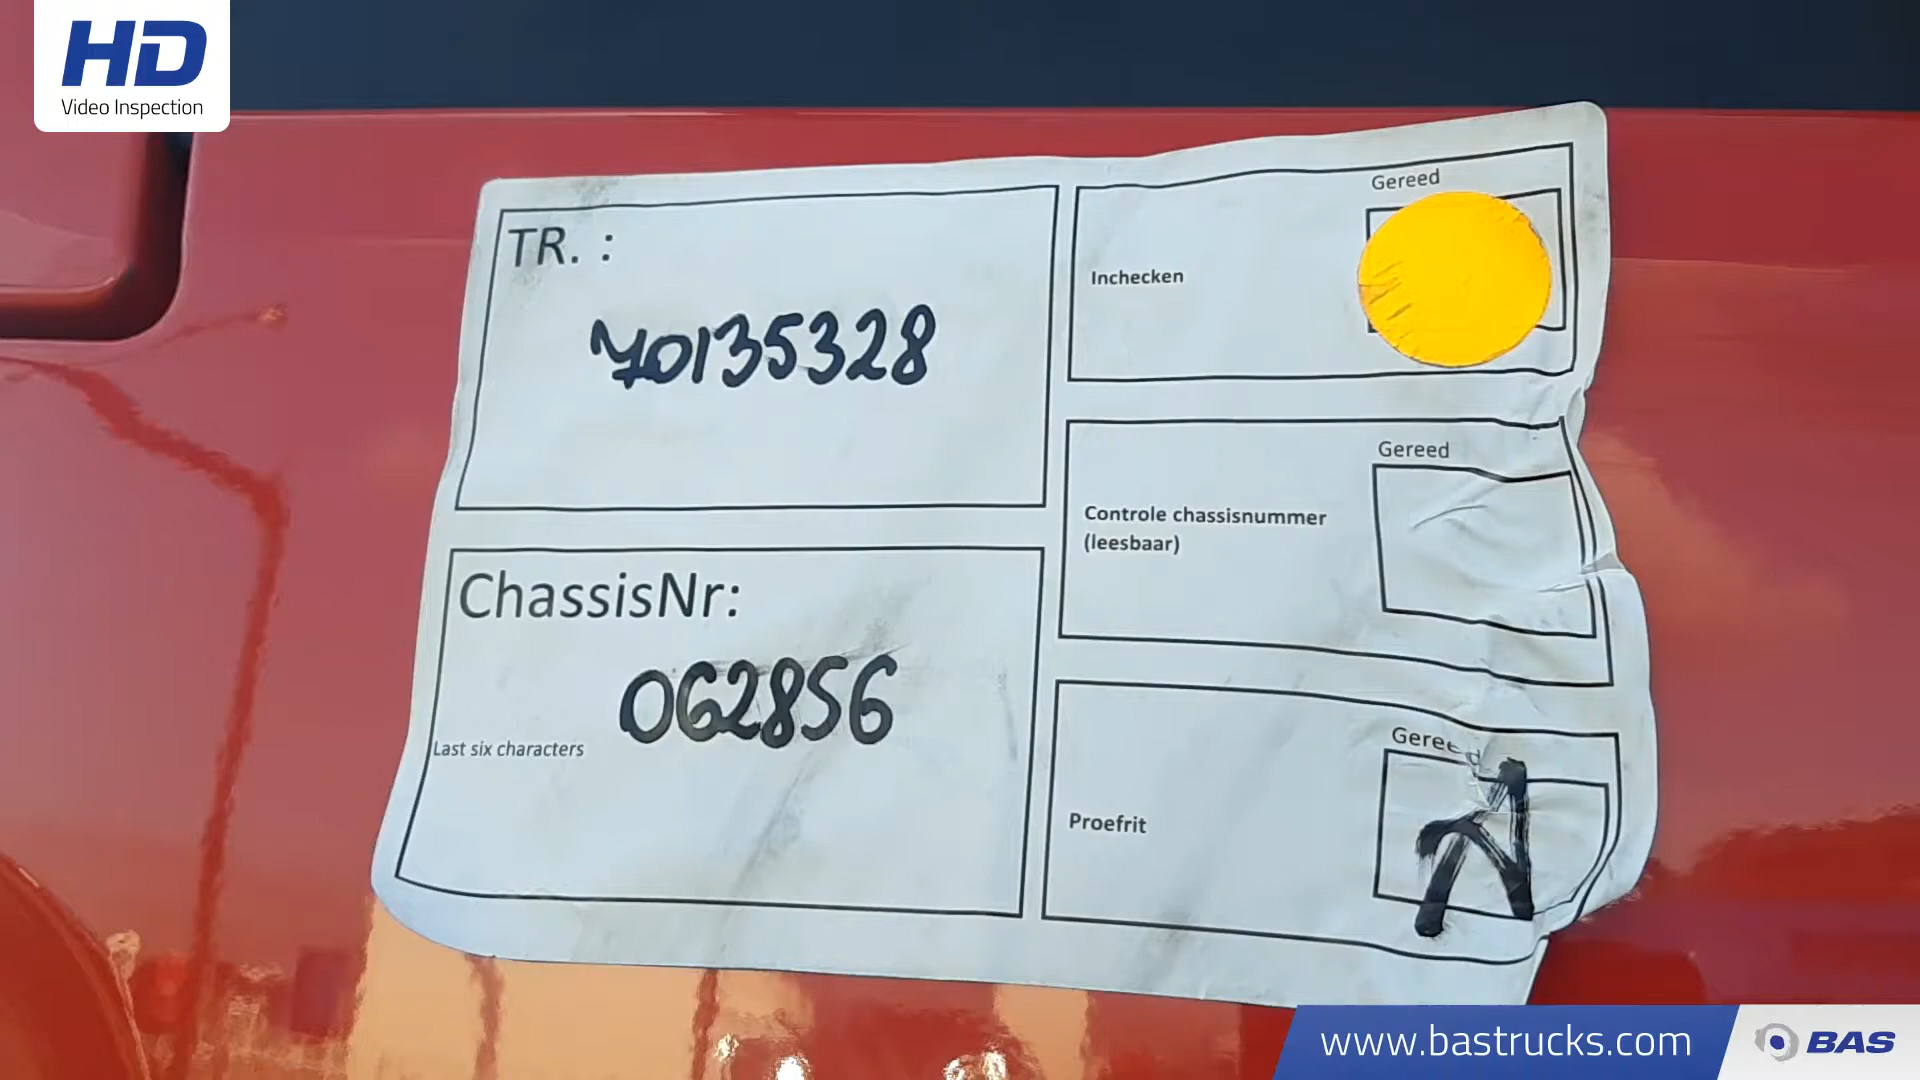 HD
Video Inspection
TR. :
70135328
ChassisNr:
062856
Last six characters
Gereed
Inchecken
Gereed
Controle chassisnummer
(leesbaar)
Gereed
Proefrit
www.bastrucks.com
BAS